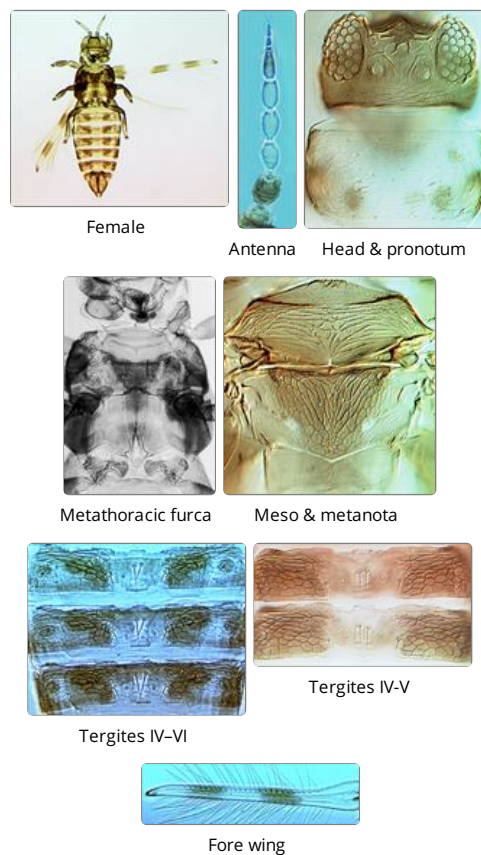 Female
Antenna
Head & pronotum
Metathoracic furca
Meso & metanota
Tergites IV–VI
Tergites IV-V
Fore wing